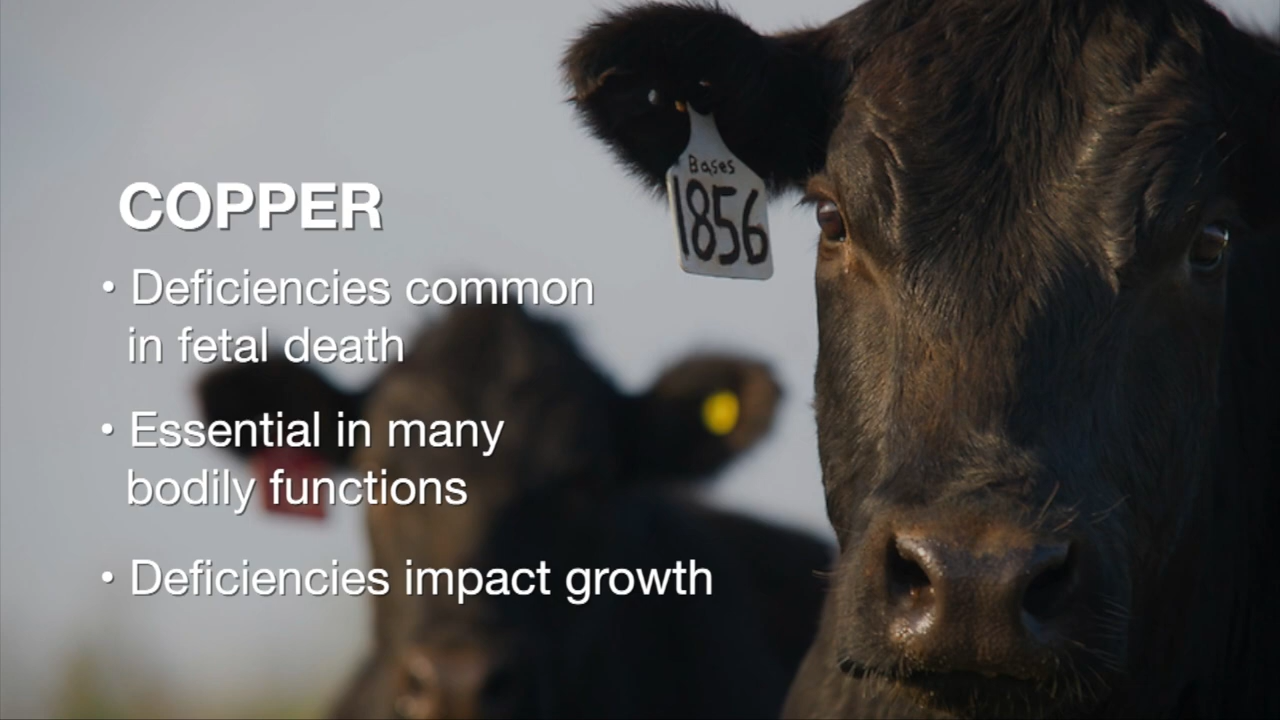 Bases
1856
COPPER
• Deficiencies common
in fetal death
• Essential in many
bodily functions
• Deficiencies impact growth